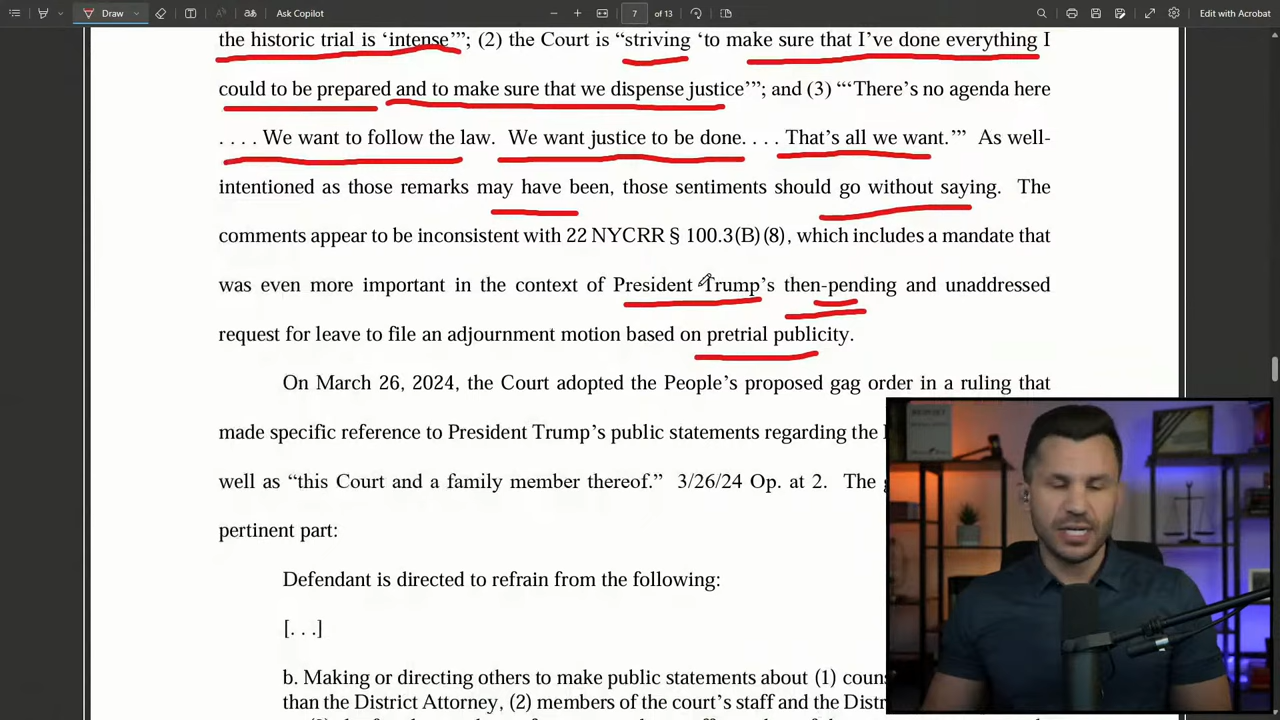 Draw
Ask Copilot
7 of 13
Edit with Acrobat
the historic trial is ‘intense’”; (2) the Court is “striving ‘to make sure that I’ve done everything I
could to be prepared and to make sure that we dispense justice’”; and (3) “‘There’s no agenda here
. . . . We want to follow the law. We want justice to be done. . . . That’s all we want.’” As well-
intentioned as those remarks may have been, those sentiments should go without saying. The
comments appear to be inconsistent with 22 NYCRR § 100.3(B)(8), which includes a mandate that
was even more important in the context of President Trump’s then-pending and unaddressed
request for leave to file an adjournment motion based on pretrial publicity.
On March 26, 2024, the Court adopted the People’s proposed gag order in a ruling that
made specific reference to President Trump’s public statements regarding the
well as “this Court and a family member thereof.” 3/26/24 Op. at 2. The
pertinent part:
Defendant is directed to refrain from the following:
[. . .]
b. Making or directing others to make public statements about (1)
than the District Attorney, (2) members of the court’s staff and the